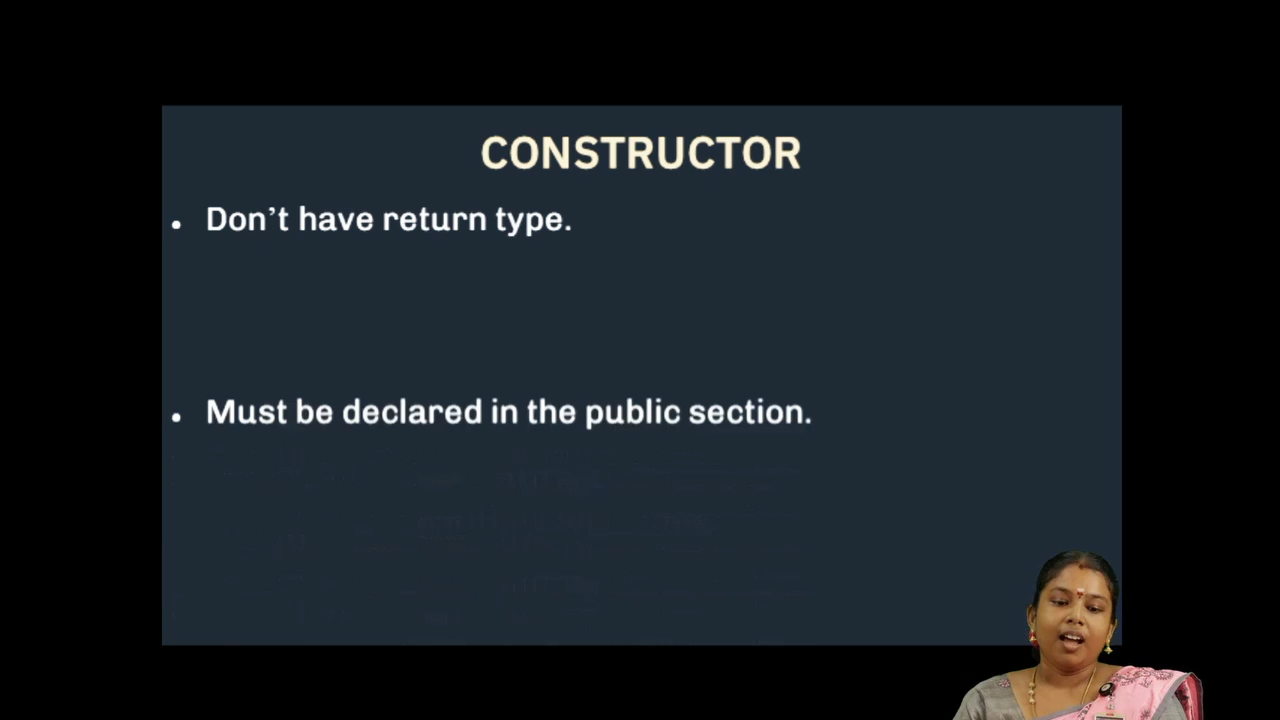 CONSTRUCTOR
• Don’t have return type.
• Must be declared in the public section.